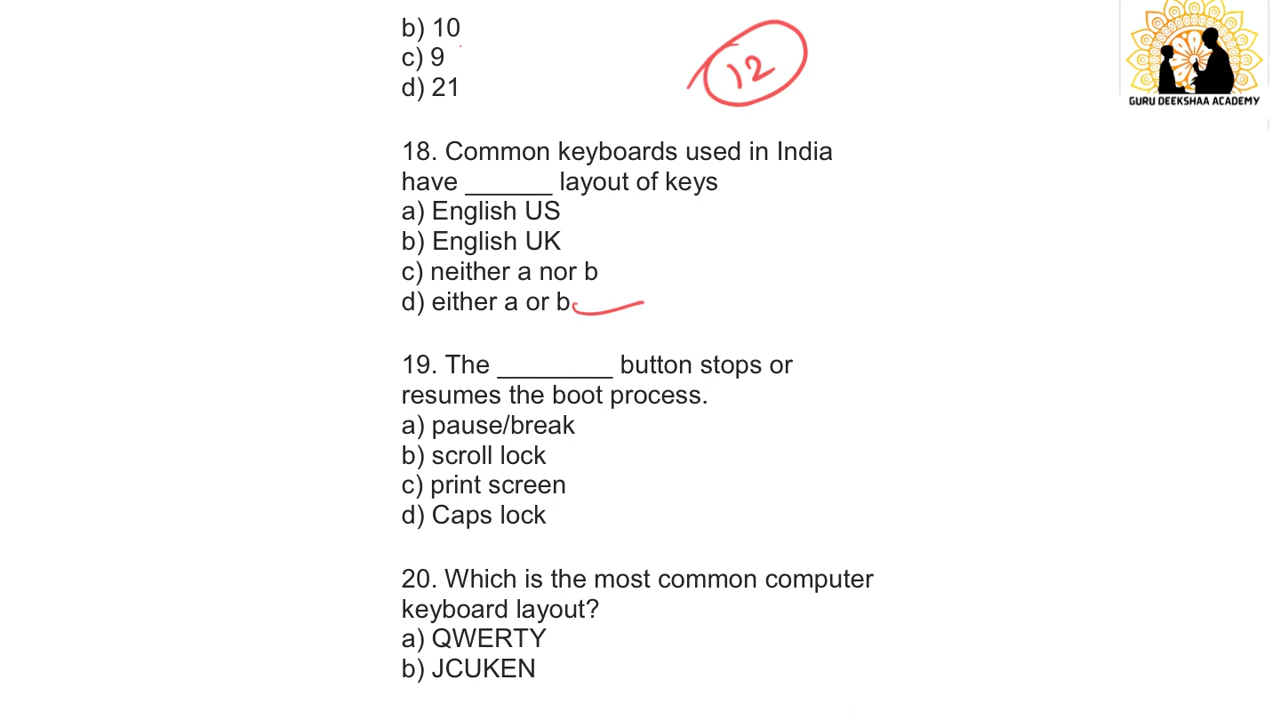 b) 10
c) 9
d) 21
12
GURU DEEKSHAA ACADEMY
18. Common keyboards used in India
have ______ layout of keys
a) English US
b) English UK
c) neither a nor b
d) either a or b
19. The ________ button stops or
resumes the boot process.
a) pause/break
b) scroll lock
c) print screen
d) Caps lock
20. Which is the most common computer
keyboard layout?
a) QWERTY
b) JCUKEN